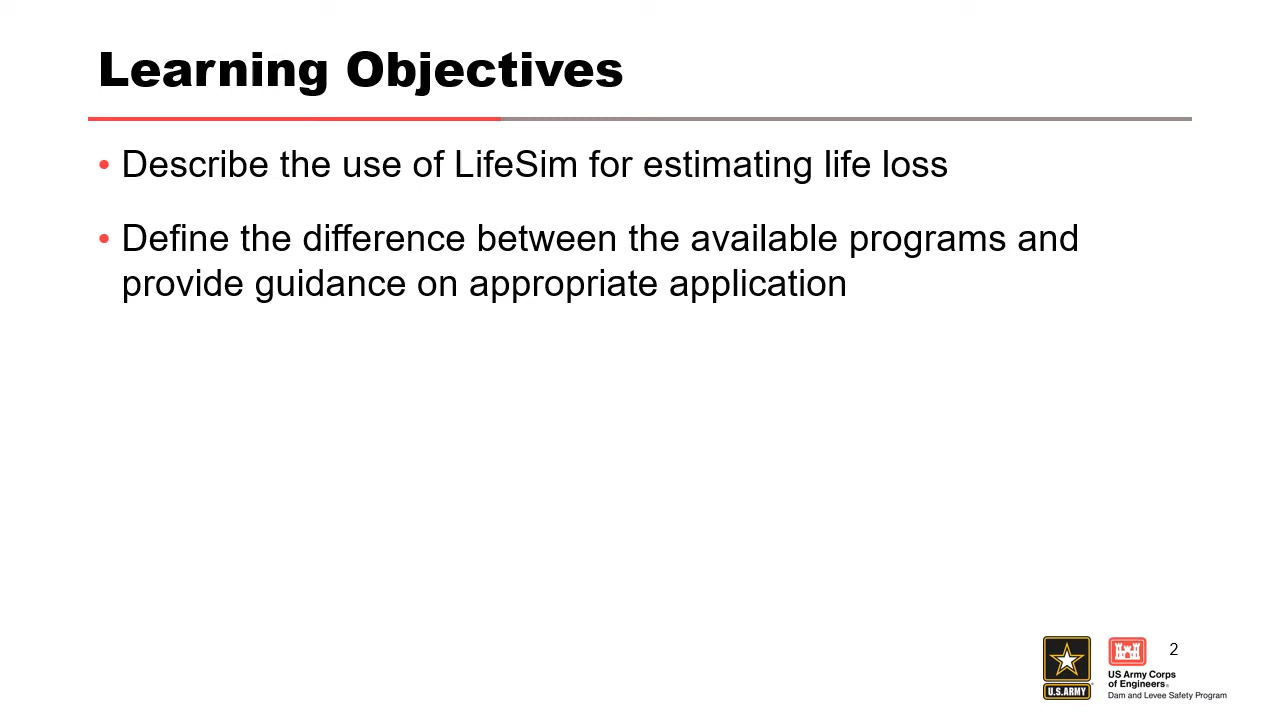 Learning Objectives
• Describe the use of LifeSim for estimating life loss
• Define the difference between the available programs and
provide guidance on appropriate application
2
U.S.ARMY
US Army Corps
of Engineers®
Dam and Levee Safety Program